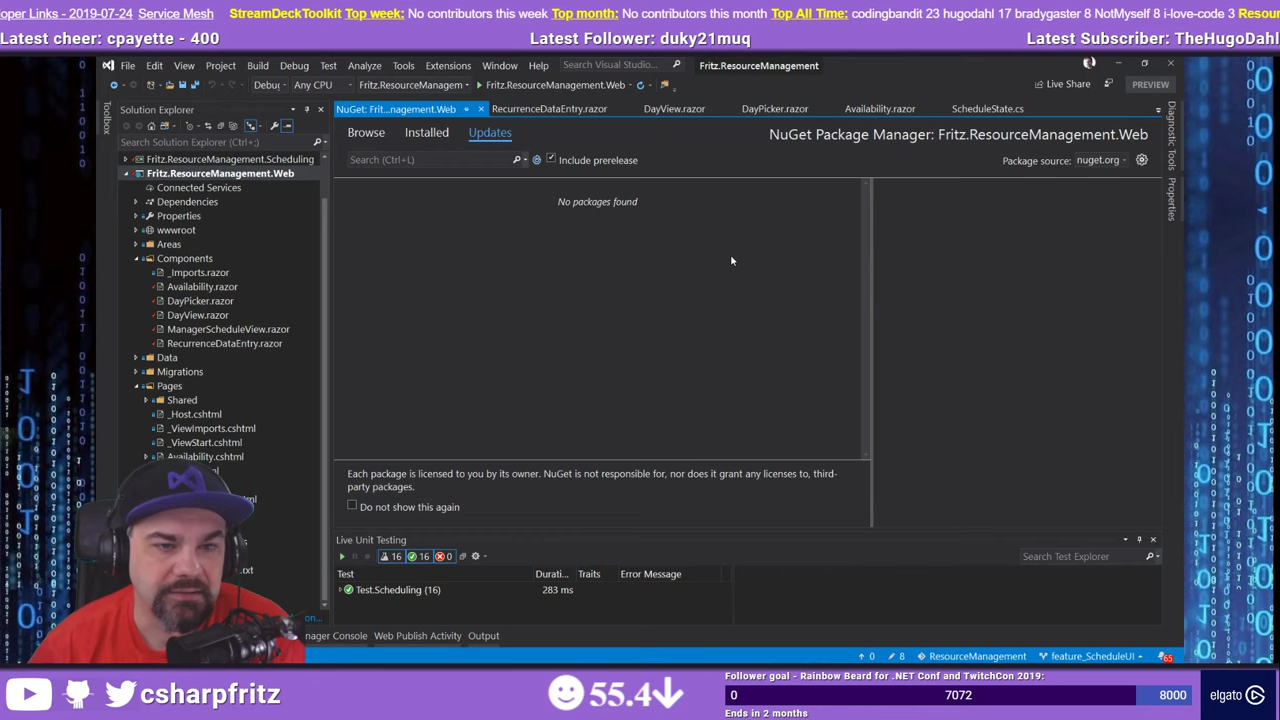 oper Links - 2019-07-24 Service Mesh
StreamDeckToolkit Top week: No contributors this week Top month: No contributors this month Top All Time: codingbandit 23 hugodahl 17 bradygaster 8 NotMyself 8 i-love-code 3 Resour
Latest cheer: cpayette - 400
Latest Follower: duky21muq
Latest Subscriber: TheHugoDahl
File Edit View Project Build Debug Test Analyze Tools Extensions Window Help
Search Visual Studio
Fritz.ResourceManagement
Debug Any CPU Fritz.ResourceManagem Fritz.ResourceManagement.Web
Live Share
PREVIEW
Toolbox
Solution Explorer
Search Solution Explorer (Ctrl+;)
Fritz.ResourceManagement.Scheduling
Fritz.ResourceManagement.Web
Connected Services
Dependencies
Properties
wwwroot
Areas
Components
_Imports.razor
Availability.razor
DayPicker.razor
DayView.razor
ManagerScheduleView.razor
RecurrenceDataEntry.razor
Data
Migrations
Pages
Shared
_Host.cshtml
_ViewImports.cshtml
_ViewStart.cshtml
Availability.cshtml
NuGet: Frit...nagement.Web
RecurrenceDataEntry.razor
DayView.razor
DayPicker.razor
Availability.razor
ScheduleState.cs
Browse Installed Updates
NuGet Package Manager: Fritz.ResourceManagement.Web
Search (Ctrl+L)
Include prerelease
Package source: nuget.org
No packages found
Each package is licensed to you by its owner. NuGet is not responsible for, nor does it grant any licenses to, third-
party packages.
Do not show this again
Diagnostic Tools
Properties
Live Unit Testing
16 16 0
Search Test Explorer
Test Durati... Traits Error Message
Test.Scheduling (16) 283 ms
nager Console Web Publish Activity Output
0 8 ResourceManagement feature_ScheduleUI 65
csharpfritz
55.4
Follower goal - Rainbow Beard for .NET Conf and TwitchCon 2019:
0 7072 8000
Ends in 2 months
elgato